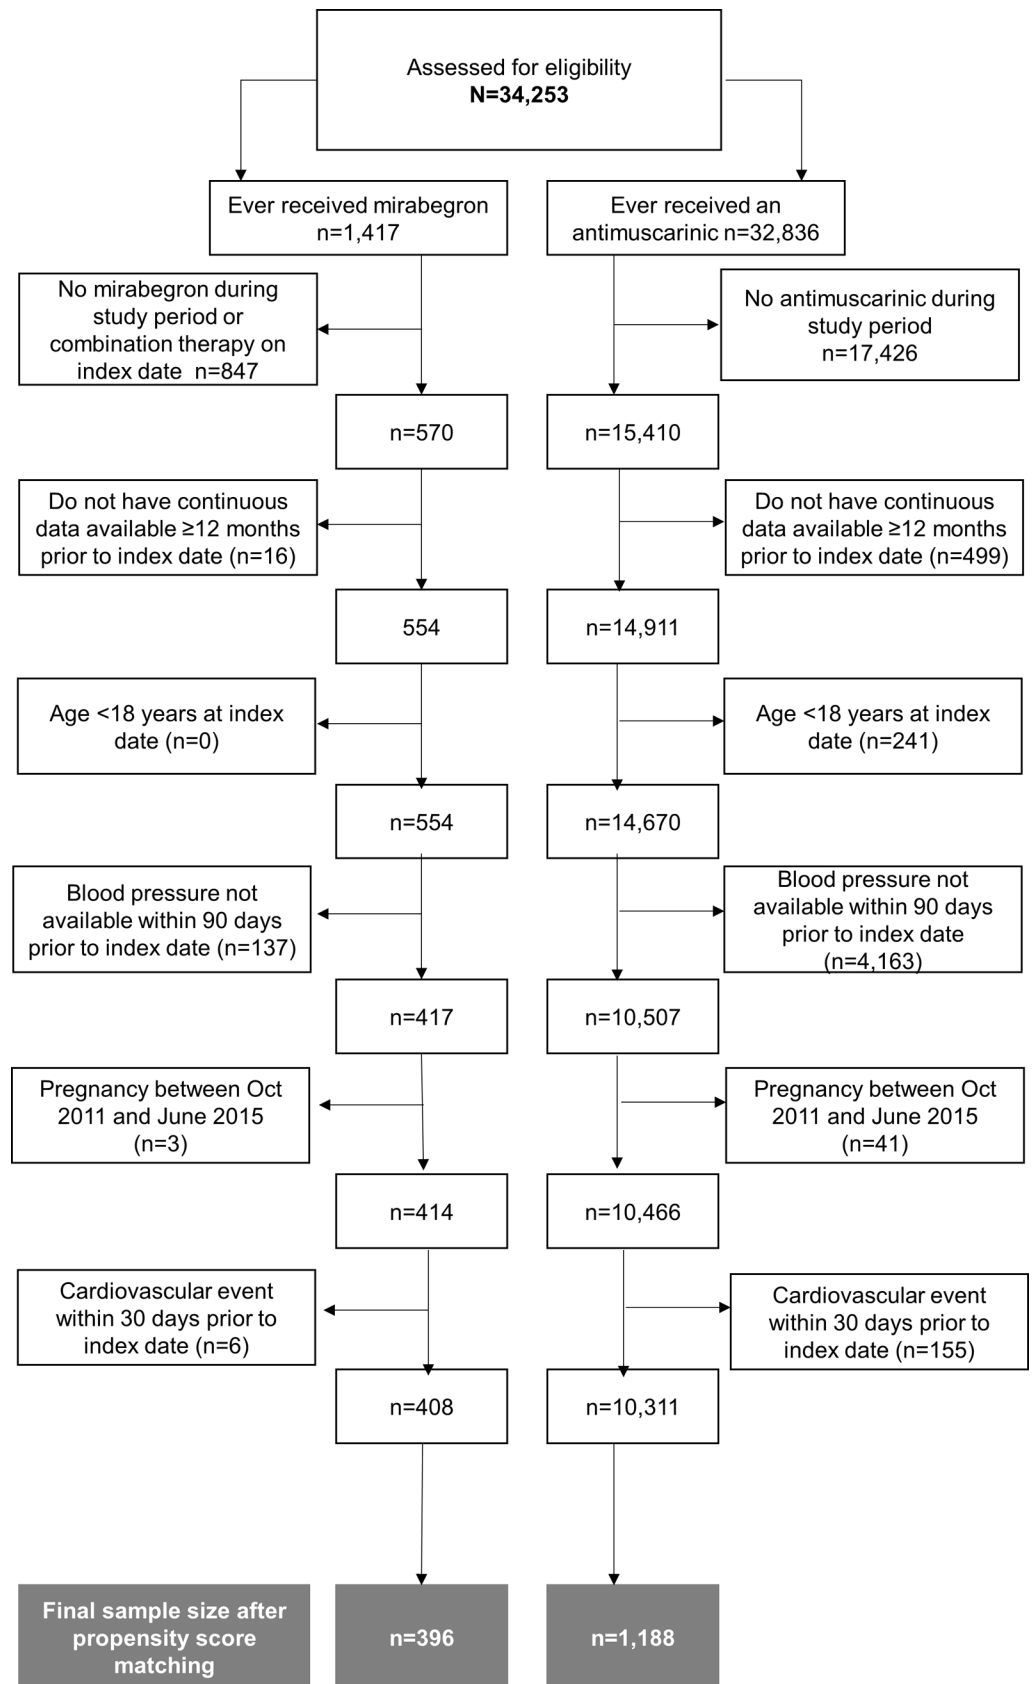 Assessed for eligibility
N=34,253
Ever received mirabegron
n=1,417
Ever received an
antimuscarinic n=32,836
No mirabegron during
study period or
combination therapy on
index date  n=847
No antimuscarinic during
study period
n=17,426
n=570
n=15,410
Do not have continuous
data available ≥12 months
prior to index date (n=16)
Do not have continuous
data available ≥12 months
prior to index date (n=499)
554
n=14,911
Age <18 years at index
date (n=0)
Age <18 years at index
date (n=241)
n=554
n=14,670
Blood pressure not
available within 90 days
prior to index date (n=137)
Blood pressure not
available within 90 days
prior to index date
(n=4,163)
n=417
n=10,507
Pregnancy between Oct
2011 and June 2015
(n=3)
Pregnancy between Oct
2011 and June 2015
(n=41)
n=414
n=10,466
Cardiovascular event
within 30 days prior to
index date (n=6)
Cardiovascular event
within 30 days prior to
index date (n=155)
n=408
n=10,311
Final sample size after
propensity score
matching
n=396
n=1,188